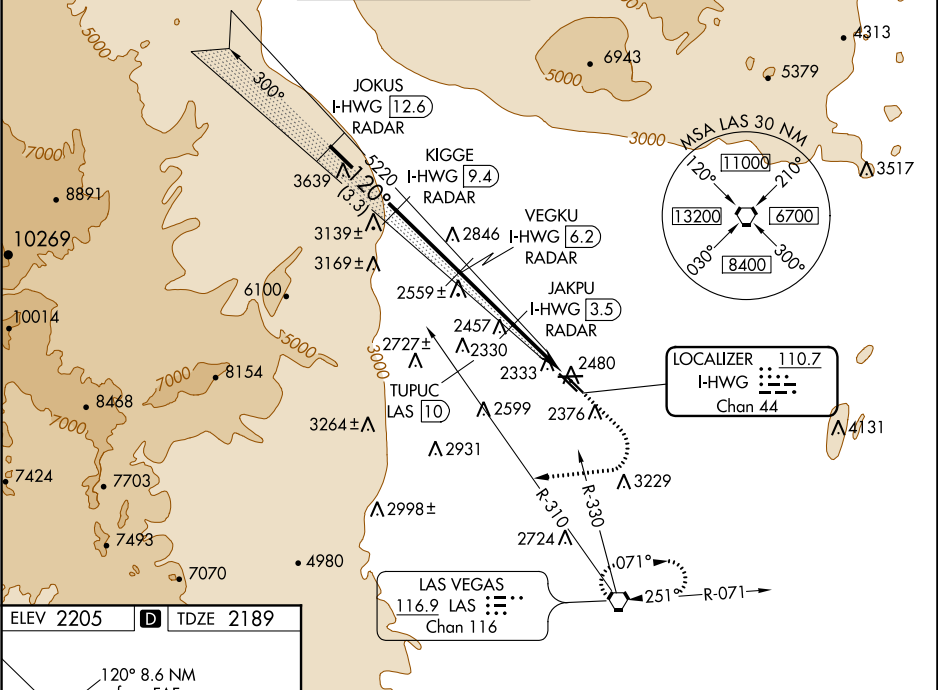 5000
4313
6943
5000
5379
300°
JOKUS
I-HWG 12.6
RADAR
3000
MSA LAS 30 NM
120°
11000
210°
13200
6700
030°
8400
300°
3517
7000
5220
KIGGE
I-HWG 9.4
RADAR
3639
120°
(3.3)
8891
VEGKU
I-HWG 6.2
RADAR
3139±
2846
10269
3169±
2559±
6100
JAKPU
I-HWG 3.5
RADAR
10014
2457
5000
2727±
2330
3000
2333
2480
LOCALIZER 110.7
I-HWG
Chan 44
7000
8154
TUPUC
LAS 10
8468
2599
2376
7000
3264±
4131
2931
7424
7703
3229
R-310
R-330
2998±
7493
2724
4980
071°
7070
LAS VEGAS
116.9 LAS
Chan 116
251°
R-071
ELEV 2205 D TDZE 2189
120° 8.6 NM